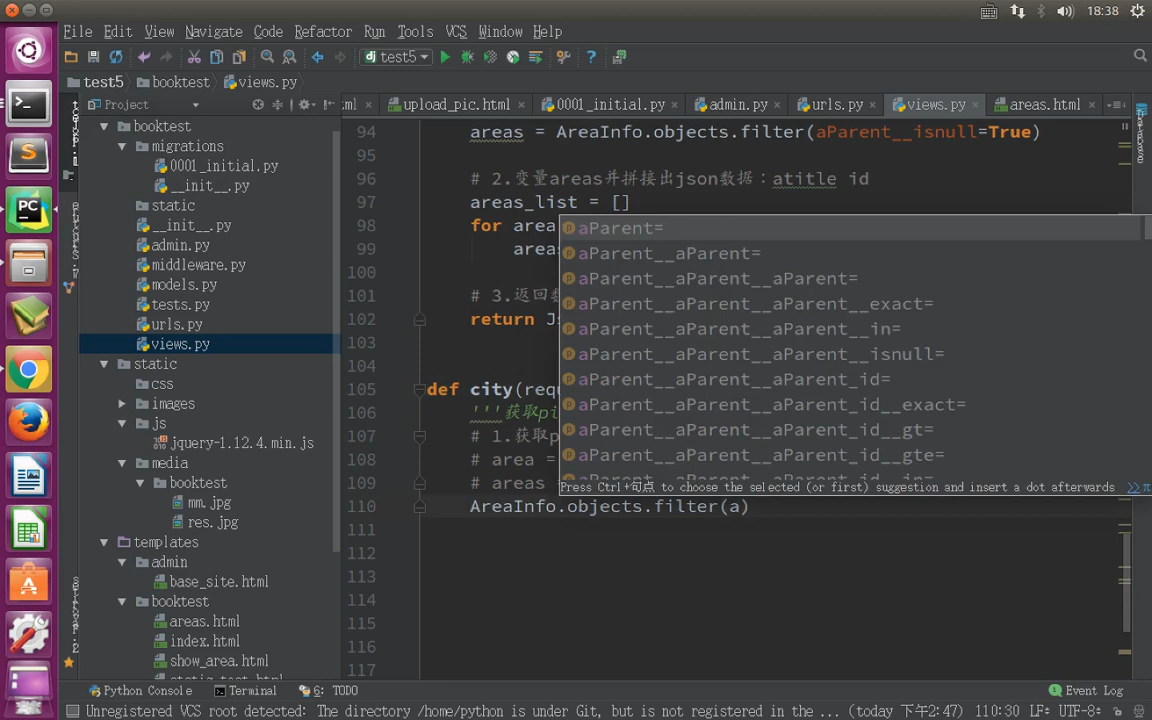 18:38
File Edit View Navigate Code Refactor Run Tools VCS Window Help
test5
test5 booktest views.py
Project
ml upload_pic.html 0001_initial.py admin.py urls.py views.py areas.html
booktest
migrations
0001_initial.py
__init__.py
static
__init__.py
admin.py
middleware.py
models.py
tests.py
urls.py
views.py
static
css
images
js
jquery-1.12.4.min.js
media
booktest
mm.jpg
res.jpg
templates
admin
base_site.html
booktest
areas.html
index.html
show_area.html
94 areas = AreaInfo.objects.filter(aParent__isnull=True)
95
96 # 2.变量areas并拼接出json数据：atitle id
97 areas_list = []
98 for area
99 areas
100
101 # 3.返回数
102 return Js
103
104
105 def city(requ
106 '''获取pi
107 # 1.获取p
108 # area =
109 # areas =
110 AreaInfo.objects.filter(a)
111
112
113
114
115
116
117
aParent=
aParent__aParent=
aParent__aParent__aParent=
aParent__aParent__aParent__exact=
aParent__aParent__aParent__in=
aParent__aParent__aParent__isnull=
aParent__aParent__aParent_id=
aParent__aParent__aParent_id__exact=
aParent__aParent__aParent_id__gt=
aParent__aParent__aParent_id__gte=
aParent__aParent__aParent_id__in=
Press Ctrl+句点 to choose the selected (or first) suggestion and insert a dot afterwards >> π
Python Console Terminal 6: TODO Event Log
Unregistered VCS root detected: The directory /home/python is under Git, but is not registered in the ... (today 下午2:47) 110:30 LF UTF-8